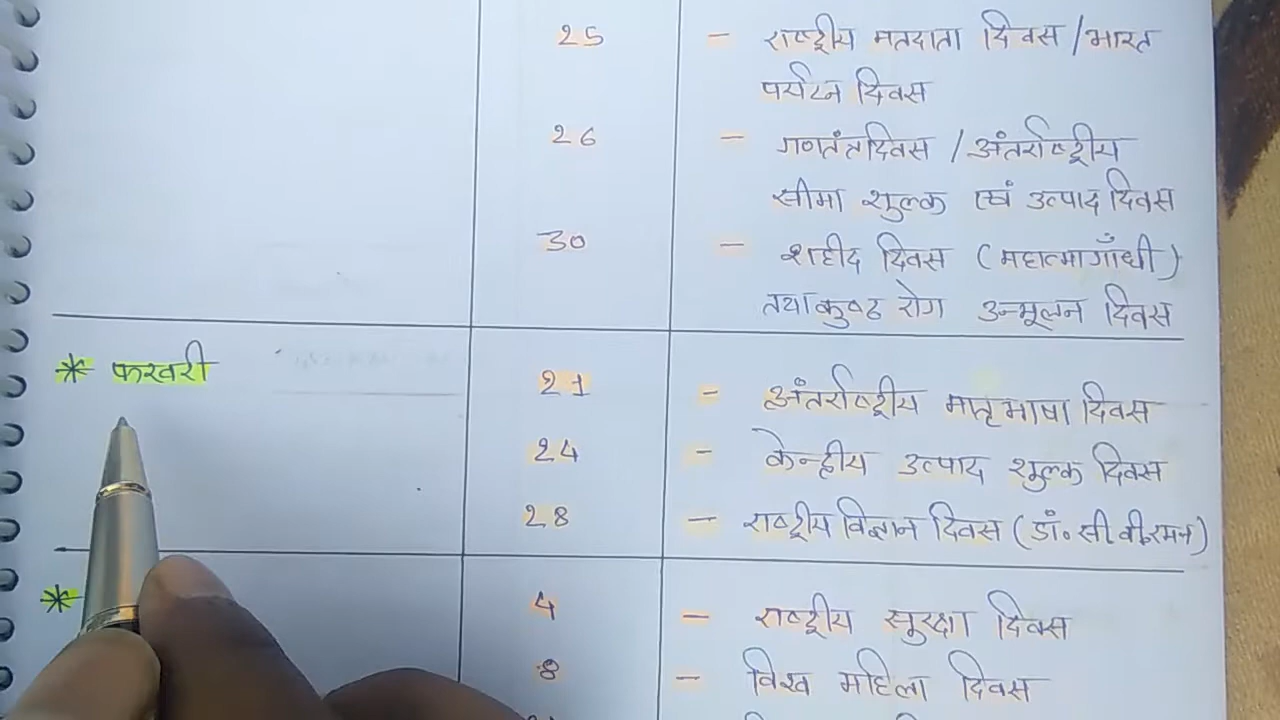 25 - राष्ट्रीय मतदाता दिवस / भारत
पर्यटन दिवस
26 - गणतंत्र दिवस / अंतर्राष्ट्रीय
सीमा शुल्क एवं उत्पाद दिवस
30 - शहीद दिवस (महात्मा गाँधी)
तथा कुष्ठ रोग उन्मूलन दिवस
* फरवरी 21 - अंतर्राष्ट्रीय मातृभाषा दिवस
24 - केन्द्रीय उत्पाद शुल्क दिवस
28 - राष्ट्रीय विज्ञान दिवस (डॉ. सी.वी.रमन)
* 4 - राष्ट्रीय सुरक्षा दिवस
8 - विश्व महिला दिवस